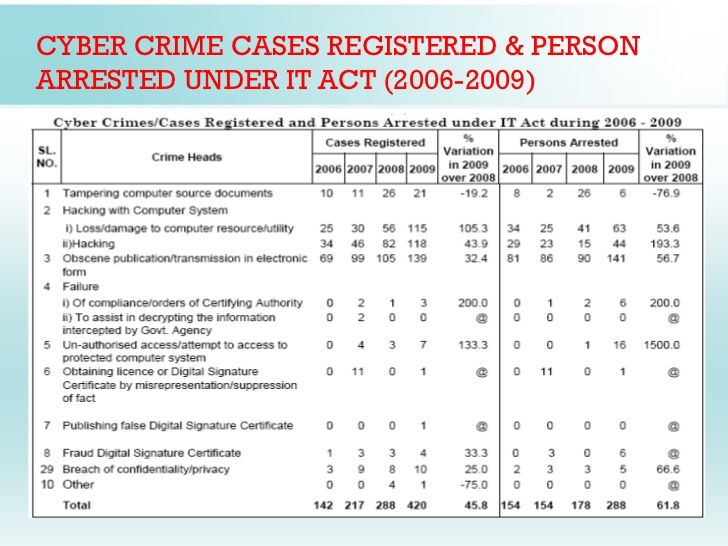 CYBER CRIME CASES REGISTERED & PERSON
ARRESTED UNDER IT ACT (2006-2009)
Cyber Crimes/Cases Registered and Persons Arrested under IT Act during 2006 - 2009
SL. NO. Crime Heads Cases Registered % Variation in 2009 over 2008 Persons Arrested % Variation in 2009 over 2008
2006 2007 2008 2009 2006 2007 2008 2009
1 Tampering computer source documents 10 11 26 21 -19.2 8 2 26 6 -76.9
2 Hacking with Computer System
i) Loss/damage to computer resource/utility 25 30 56 115 105.3 34 25 41 63 53.6
ii)Hacking 34 46 82 118 43.9 29 23 15 44 193.3
3 Obscene publication/transmission in electronic 69 99 105 139 32.4 81 86 90 141 56.7
form
4 Failure
i) Of compliance/orders of Certifying Authority 0 2 1 3 200.0 0 1 2 6 200.0
ii) To assist in decrypting the information 0 2 0 0 @ 0 0 0 0 @
intercepted by Govt. Agency
5 Un-authorised access/attempt to access to 0 4 3 7 133.3 0 0 1 16 1500.0
protected computer system
6 Obtaining licence or Digital Signature 0 11 0 1 @ 0 11 0 1 @
Certificate by misrepresentation/suppression
of fact
7 Publishing false Digital Signature Certificate 0 0 0 1 @ 0 0 0 0 @
8 Fraud Digital Signature Certificate 1 3 3 4 33.3 0 3 0 6 @
29 Breach of confidentiality/privacy 3 9 8 10 25.0 2 3 3 5 66.6
10 Other 0 0 4 1 -75.0 0 0 0 0 @
Total 142 217 288 420 45.8 154 154 178 288 61.8